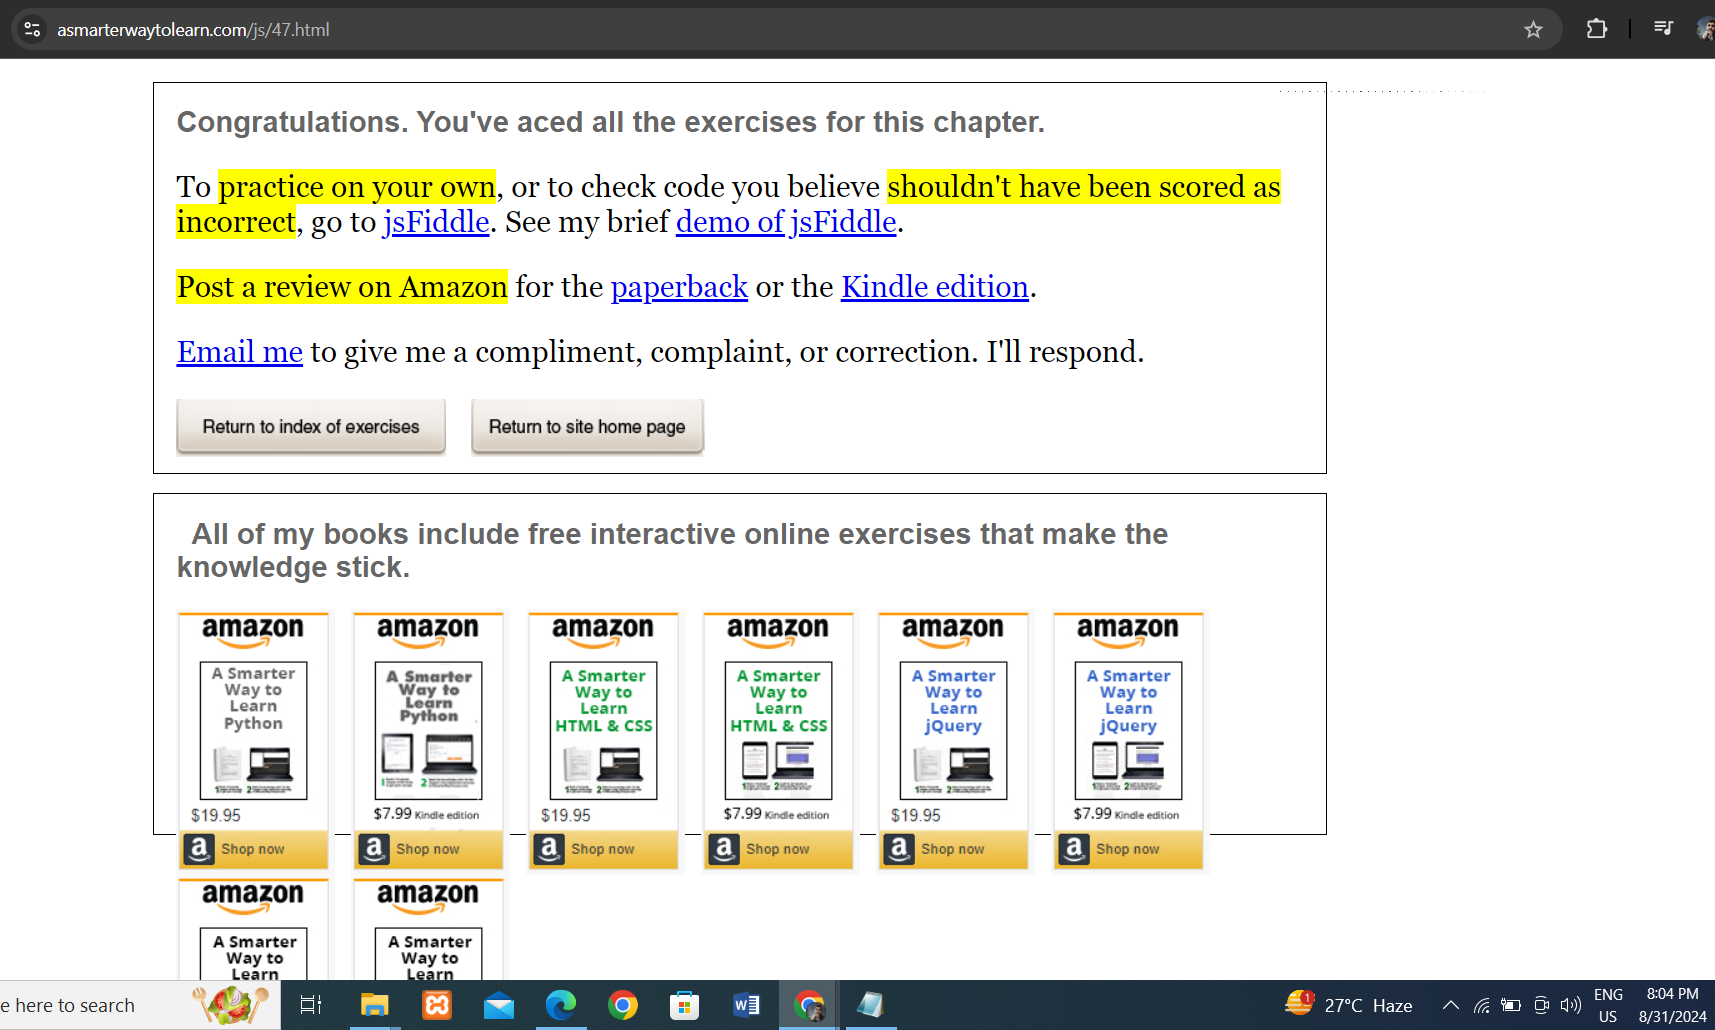 asmarterwaytolearn.com/js/47.html
Congratulations. You've aced all the exercises for this chapter.
To practice on your own, or to check code you believe shouldn't have been scored as
incorrect, go to jsFiddle. See my brief demo of jsFiddle.
Post a review on Amazon for the paperback or the Kindle edition.
Email me to give me a compliment, complaint, or correction. I'll respond.
Return to index of exercises Return to site home page
All of my books include free interactive online exercises that make the
knowledge stick.
amazon amazon amazon amazon amazon amazon
A Smarter A Smarter A Smarter A Smarter A Smarter A Smarter
Way to Way to Way to Way to Way to Way to
Learn Learn Learn Learn Learn Learn
Python Python HTML & CSS HTML & CSS jQuery jQuery
$19.95 $7.99 Kindle edition $19.95 $7.99 Kindle edition $19.95 $7.99 Kindle edition
a Shop now a Shop now a Shop now a Shop now a Shop now a Shop now
amazon amazon
A Smarter A Smarter
Way to Way to
Learn Learn
e here to search
1
27°C Haze
ENG
US
8:04 PM
8/31/2024